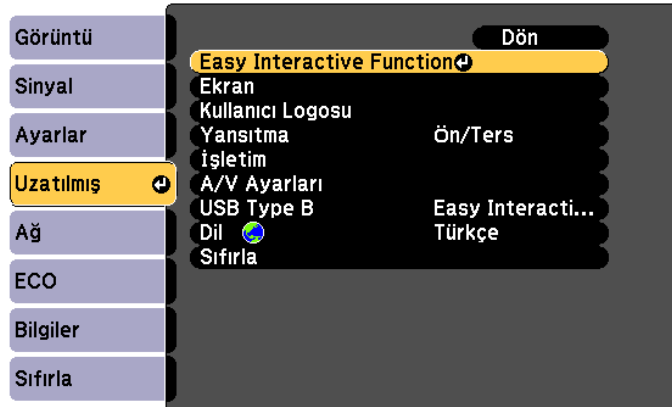 Görüntü
Sinyal
Ayarlar
Uzatılmış
Ağ
ECO
Bilgiler
Sıfırla
Dön
Easy Interactive Function
Ekran
Kullanıcı Logosu
Yansıtma Ön/Ters
İşletim
A/V Ayarları
USB Type B Easy Interacti...
Dil Türkçe
Sıfırla